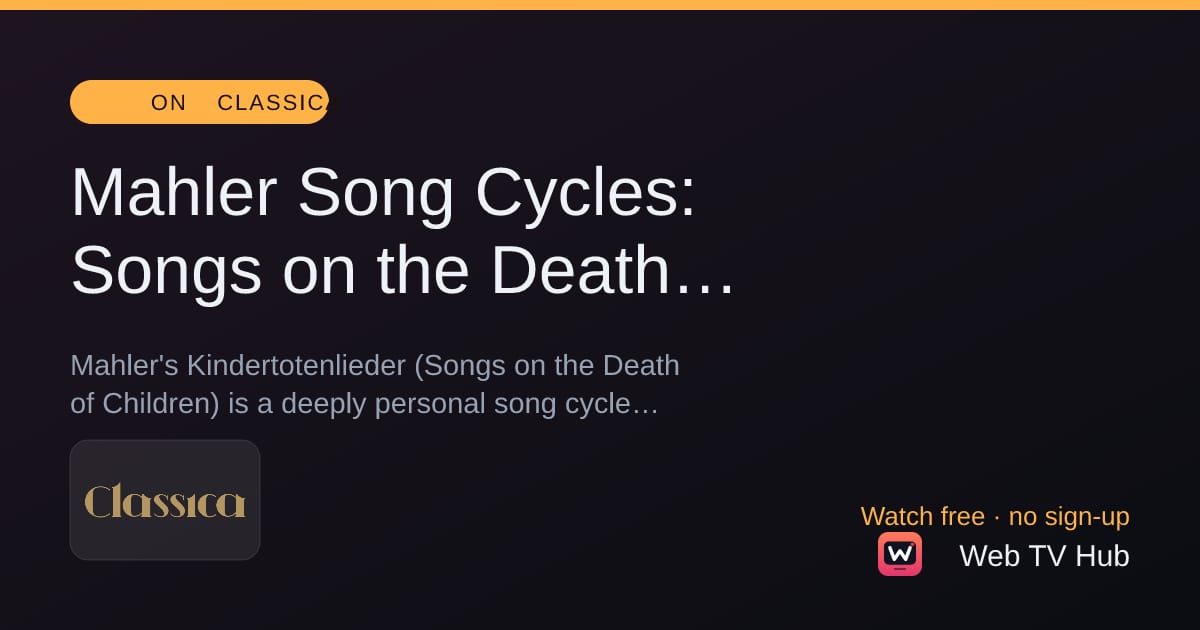 ON CLASSICA
Mahler Song Cycles:
Songs on the Death…
Mahler's Kindertotenlieder (Songs on the Death
of Children) is a deeply personal song cycle…
Classica
Watch free · no sign-up
W
Web TV Hub